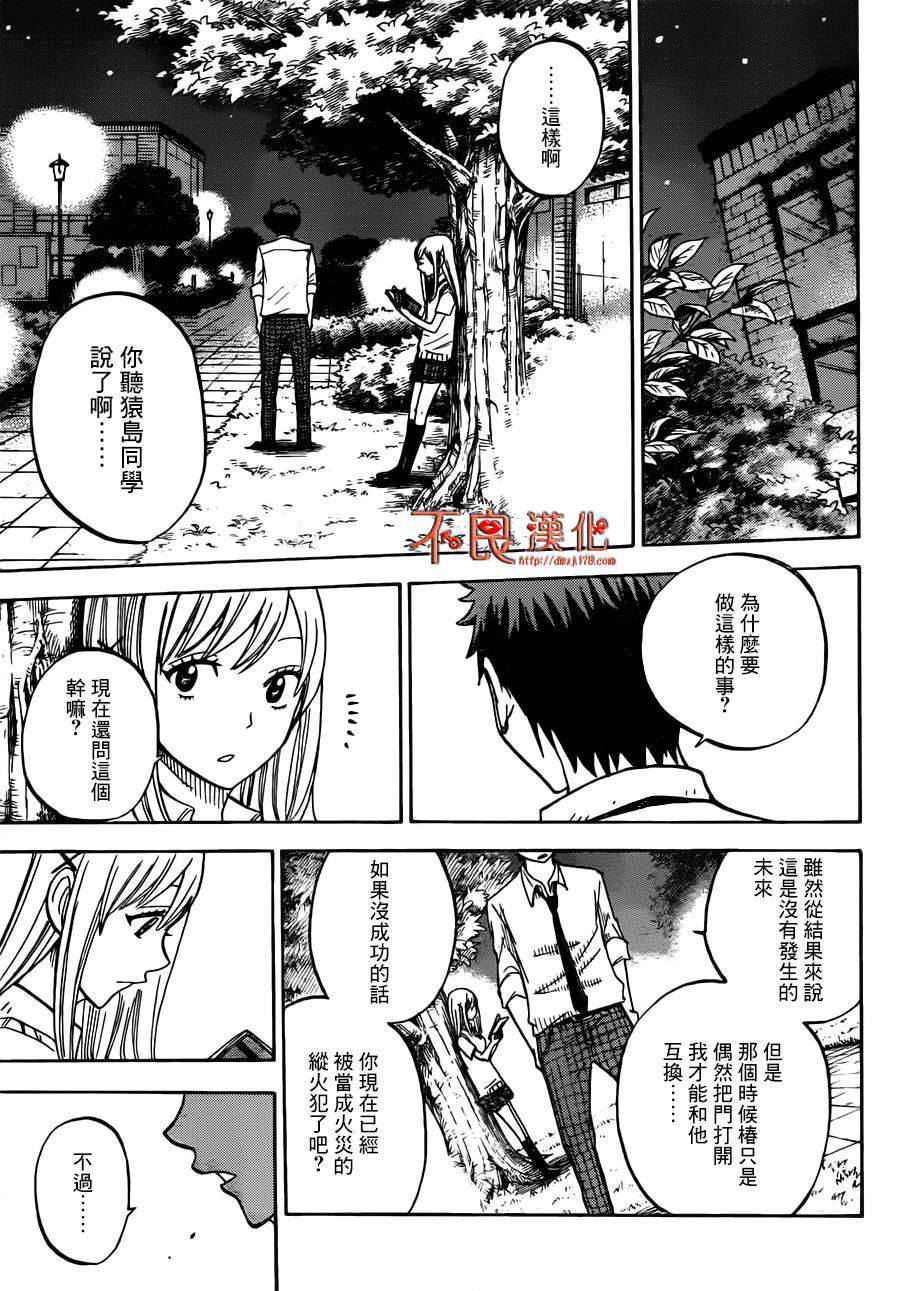 ……
這樣啊
你聽猿島同學
說了啊……
不良漢化
http://dmzj178.com
為什麼要
做這樣的事?
現在還問這個
幹嘛?
雖然從結果來說
這是沒有發生的
未來
但是
那個時候椿只是
偶然把門打開
我才能和他
互換……
如果沒成功的話
你現在已經
被當成火災的
縱火犯了吧?
不過……